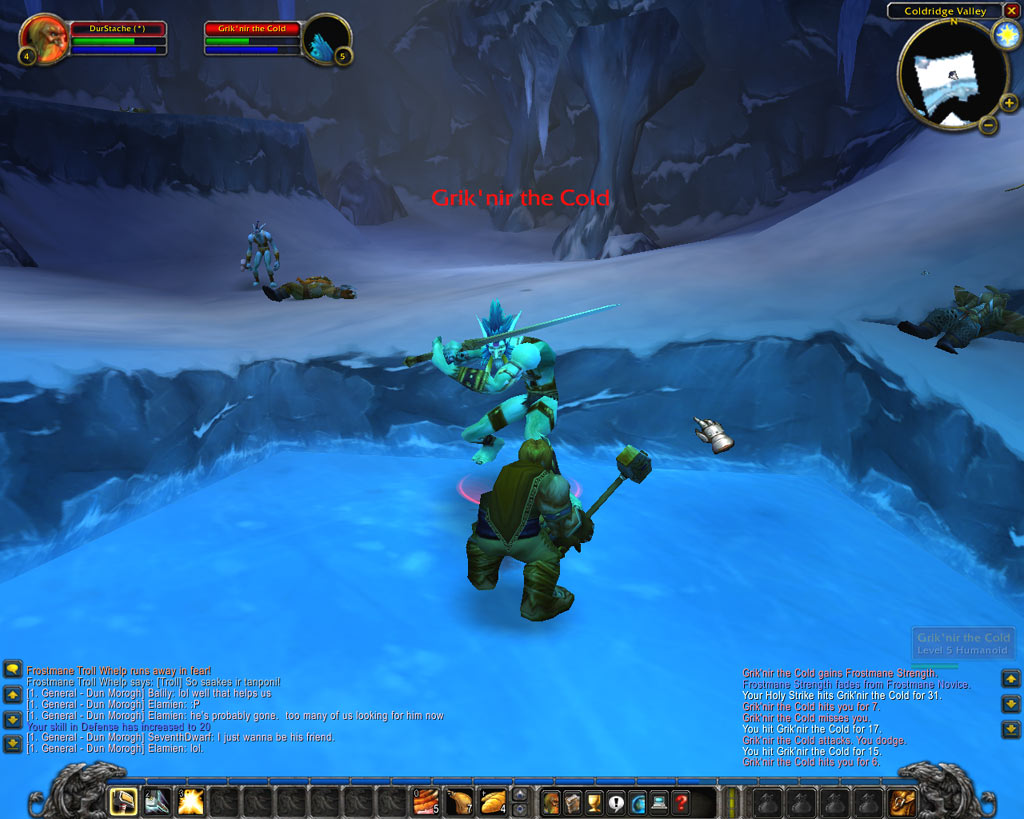 DurStache (*)
4
Grik'nir the Cold
5
Coldridge Valley
N
Grik'nir the Cold
Grik'nir the Cold
Level 5 Humanoid
Frostmane Troll Whelp runs away in fear!
Frostmane Troll Whelp says: [Troll] So saakes ir tanponi!
[1. General - Dun Morogh] Balily: lol well that helps us
[1. General - Dun Morogh] Elamien: :P
[1. General - Dun Morogh] Elamien: he's probably gone.  too many of us looking for him now
Your skill in Defense has increased to 20.
[1. General - Dun Morogh] SeventhDwarf: I just wanna be his friend.
[1. General - Dun Morogh] Elamien: lol.
Grik'nir the Cold gains Frostmane Strength.
Frostmane Strength fades from Frostmane Novice.
Your Holy Strike hits Grik'nir the Cold for 31.
Grik'nir the Cold hits you for 7.
Grik'nir the Cold misses you.
You hit Grik'nir the Cold for 17.
Grik'nir the Cold attacks. You dodge.
You hit Grik'nir the Cold for 15.
Grik'nir the Cold hits you for 6.
3
0
5
7
4